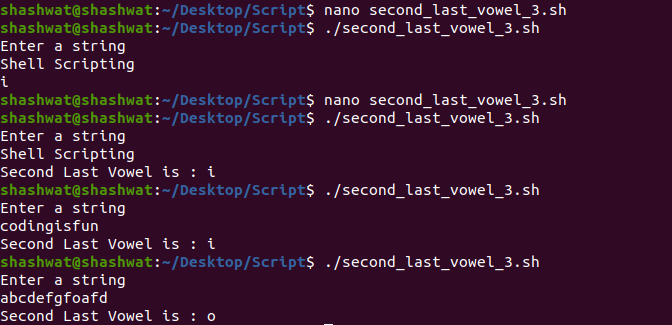 shashwat@shashwat:~/Desktop/Script$ nano second_last_vowel_3.sh
shashwat@shashwat:~/Desktop/Script$ ./second_last_vowel_3.sh
Enter a string
Shell Scripting
i
shashwat@shashwat:~/Desktop/Script$ nano second_last_vowel_3.sh
shashwat@shashwat:~/Desktop/Script$ ./second_last_vowel_3.sh
Enter a string
Shell Scripting
Second Last Vowel is : i
shashwat@shashwat:~/Desktop/Script$ ./second_last_vowel_3.sh
Enter a string
codingisfun
Second Last Vowel is : i
shashwat@shashwat:~/Desktop/Script$ ./second_last_vowel_3.sh
Enter a string
abcdefgfoafd
Second Last Vowel is : o